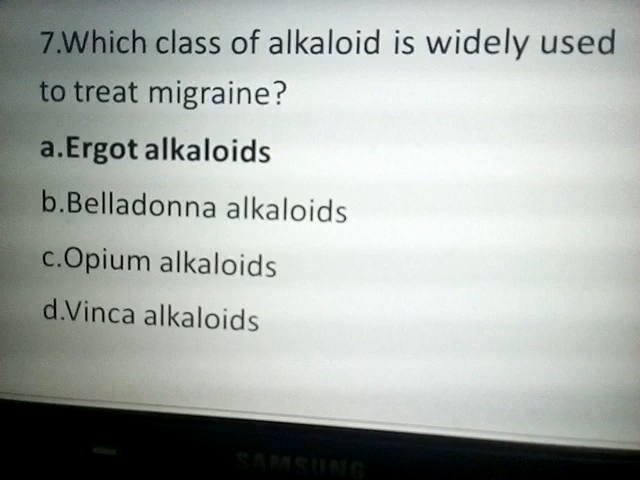 7.Which class of alkaloid is widely used
to treat migraine?
a.Ergot alkaloids
b.Belladonna alkaloids
c.Opium alkaloids
d.Vinca alkaloids
SAMSUNG